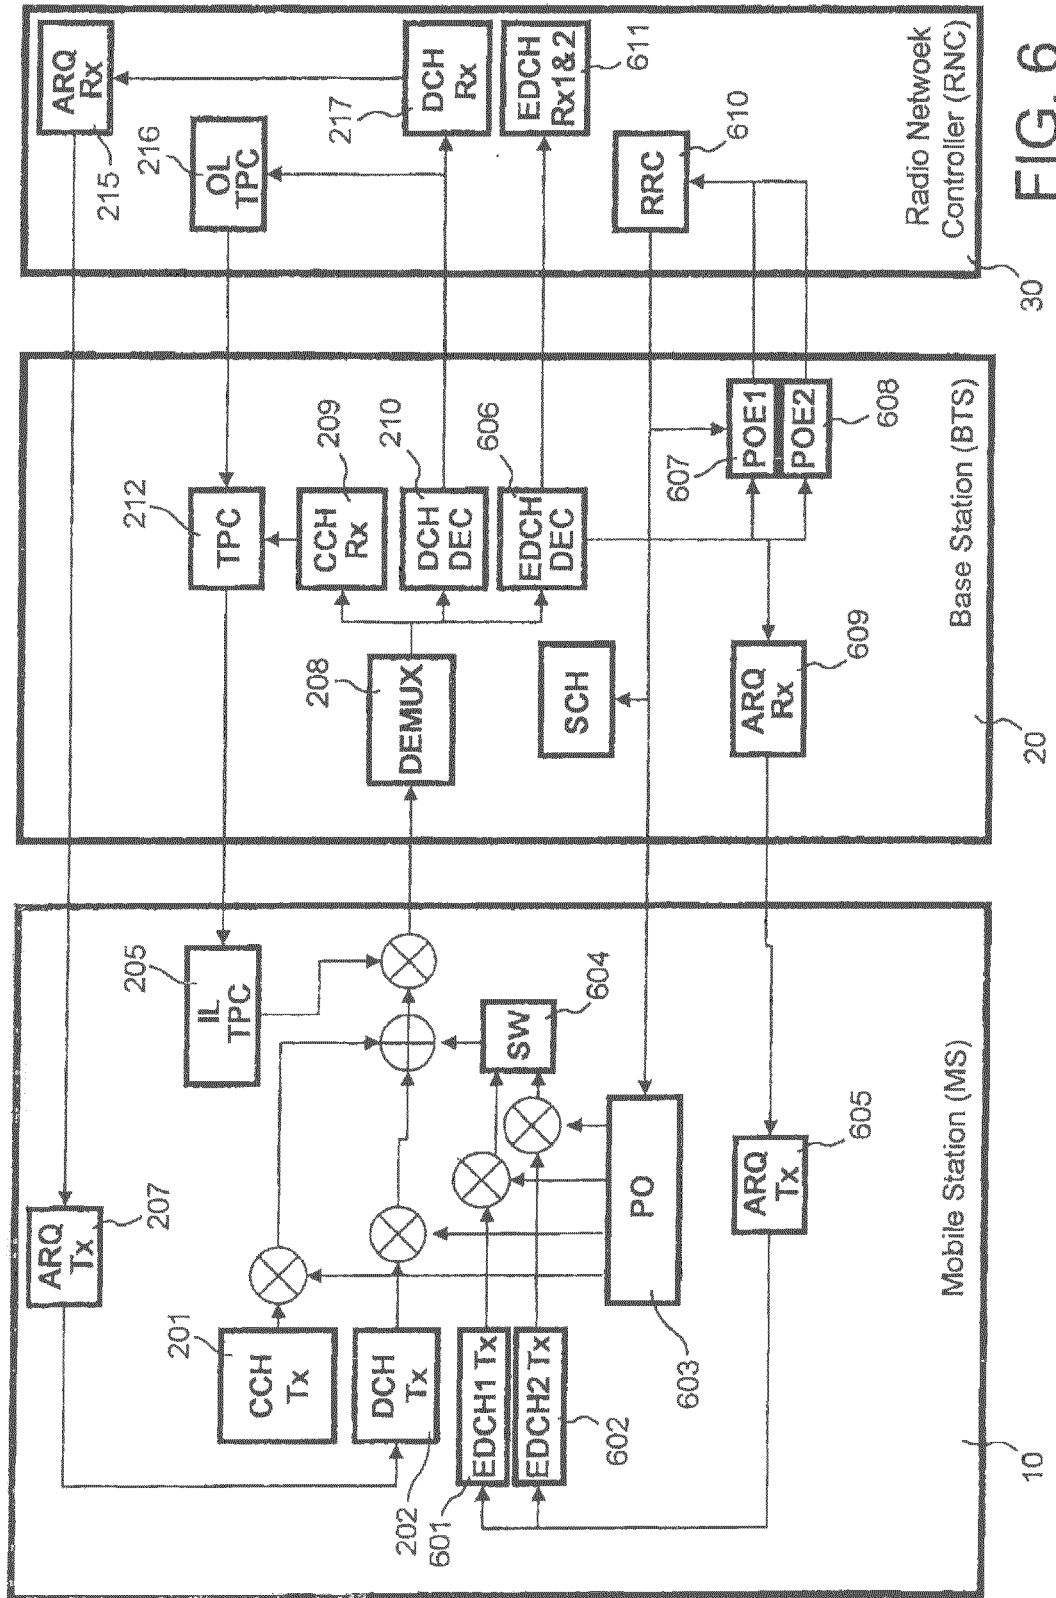 ARQ
Tx
207
201
CCH
Tx
DCH
Tx
202
601
EDCH1 Tx
EDCH2 Tx
602
603
PO
IL
TPC
205
SW
604
ARQ
Tx
605
Mobile Station (MS)
10
TPC
212
DEMUX
208
CCH
Rx
209
DCH
DEC
210
EDCH
DEC
606
SCH
607
POE1
POE2
608
ARQ
Rx
609
Base Station (BTS)
20
ARQ
Rx
215
OL
TPC
216
217
DCH
Rx
EDCH
Rx1&2
611
RRC
610
Radio Netwoek
Controller (RNC)
30
FIG. 6